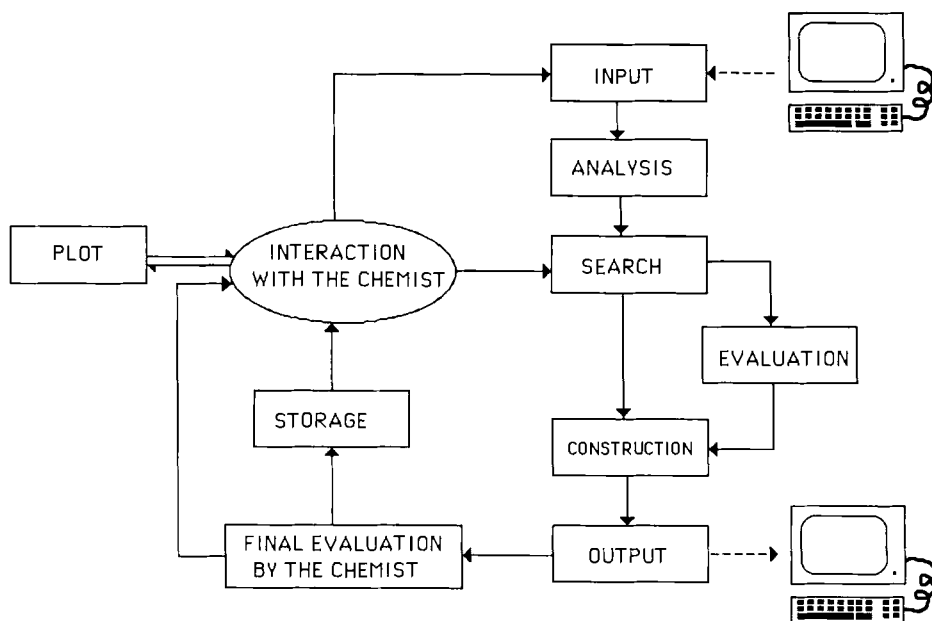 INPUT
ANALYSIS
PLOT
INTERACTION
WITH THE CHEMIST
SEARCH
EVALUATION
STORAGE
CONSTRUCTION
FINAL EVALUATION
BY THE CHEMIST
OUTPUT